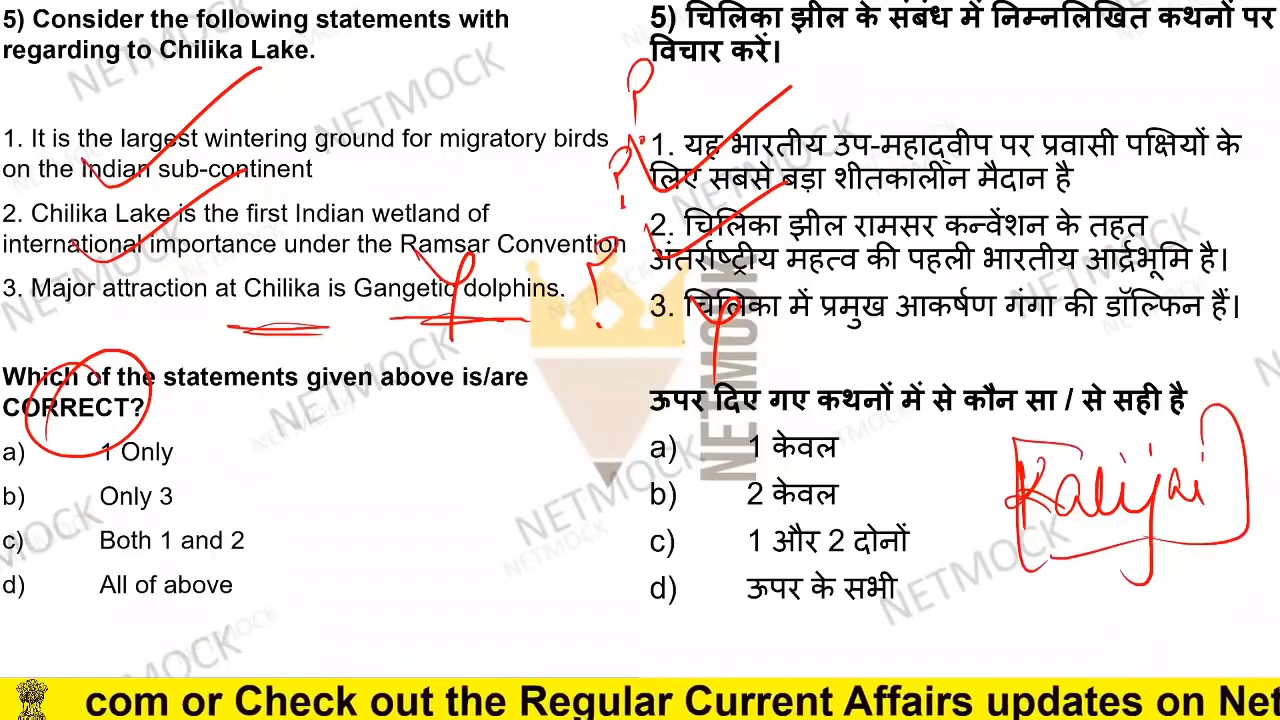 5) Consider the following statements with
regarding to Chilika Lake.
1. It is the largest wintering ground for migratory birds
on the Indian sub-continent
2. Chilika Lake is the first Indian wetland of
international importance under the Ramsar Convention
3. Major attraction at Chilika is Gangetic dolphins.
Which of the statements given above is/are
CORRECT?
a) 1 Only
b) Only 3
c) Both 1 and 2
d) All of above
5) चिलिका झील के संबंध में निम्नलिखित कथनों पर
विचार करें।
1. यह भारतीय उप-महाद्वीप पर प्रवासी पक्षियों के
लिए सबसे बड़ा शीतकालीन मैदान है
2. चिलिका झील रामसर कन्वेंशन के तहत
अंतर्राष्ट्रीय महत्व की पहली भारतीय आर्द्रभूमि है।
3. चिलिका में प्रमुख आकर्षण गंगा की डॉल्फिन हैं।
ऊपर दिए गए कथनों में से कौन सा / से सही है
a) 1 केवल
b) 2 केवल
c) 1 और 2 दोनों
d) ऊपर के सभी
Kalijai
NETMOCK
com or Check out the Regular Current Affairs updates on Net